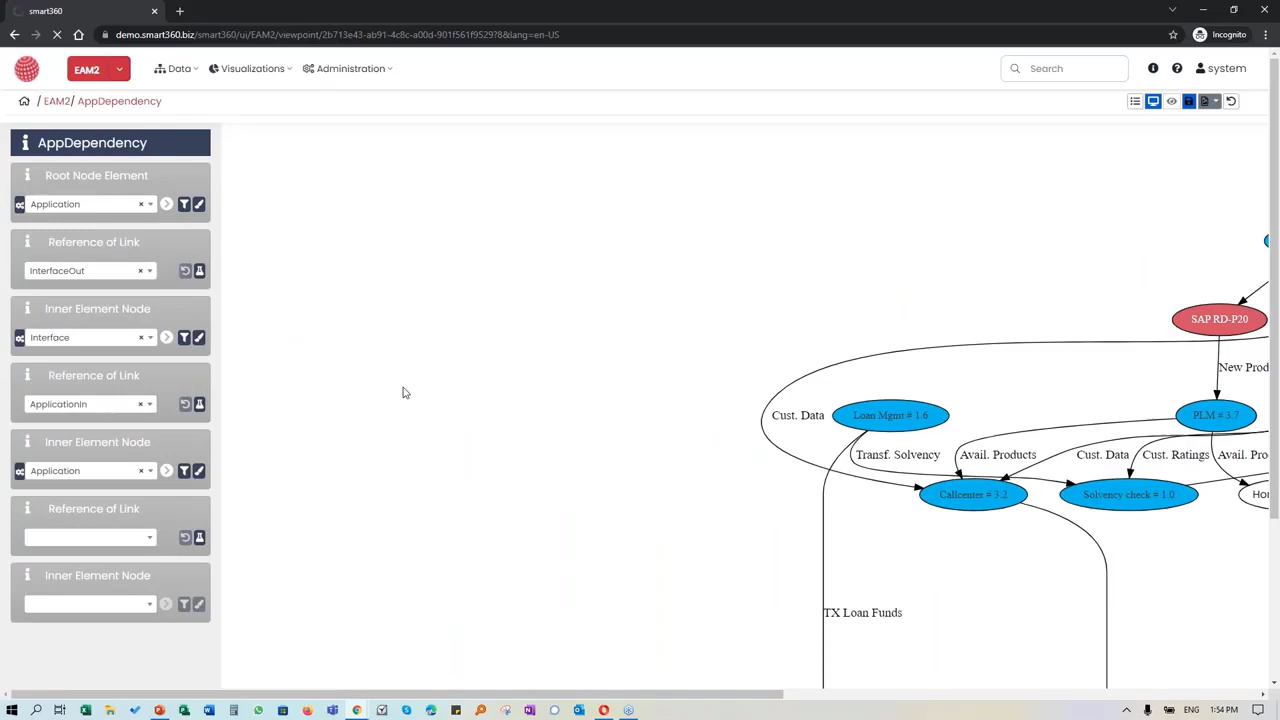 smart360
Incognito
demo.smart360.biz/smart360/ui/EAM2/viewpoint/2b713e43-ab91-4c8c-a00d-901f561f9529?8&lang=en-US
EAM2
Data
Visualizations
Administration
Search
system
/ EAM2/ AppDependency
AppDependency
Root Node Element
Application
Reference of Link
InterfaceOut
Inner Element Node
Interface
Reference of Link
ApplicationIn
Inner Element Node
Application
Reference of Link
Inner Element Node
SAP RD-P20
New Prod
Cust. Data
Loan Mgmt # 1.6
PLM # 3.7
Transf. Solvency
Avail. Products
Cust. Data
Cust. Ratings
Avail. Pro
Callcenter # 3.2
Solvency check # 1.0
Ho
TX Loan Funds
ENG
1:54 PM